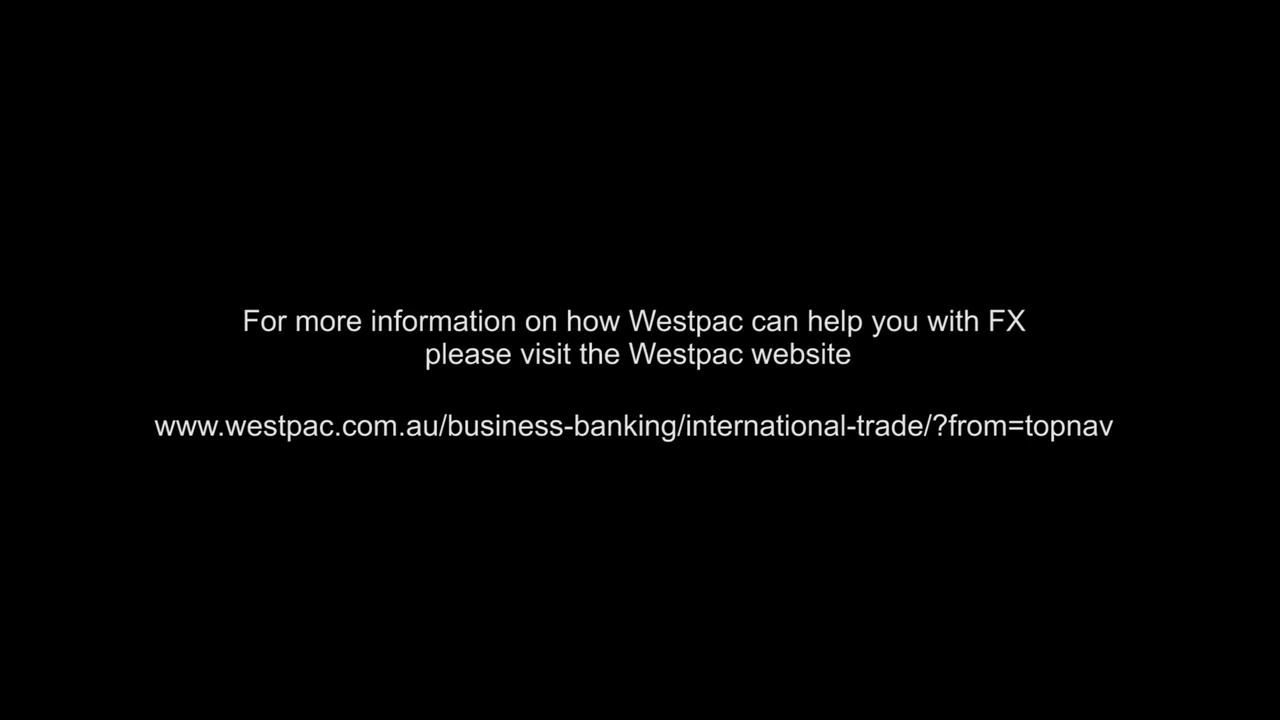 For more information on how Westpac can help you with FX
please visit the Westpac website
www.westpac.com.au/business-banking/international-trade/?from=topnav